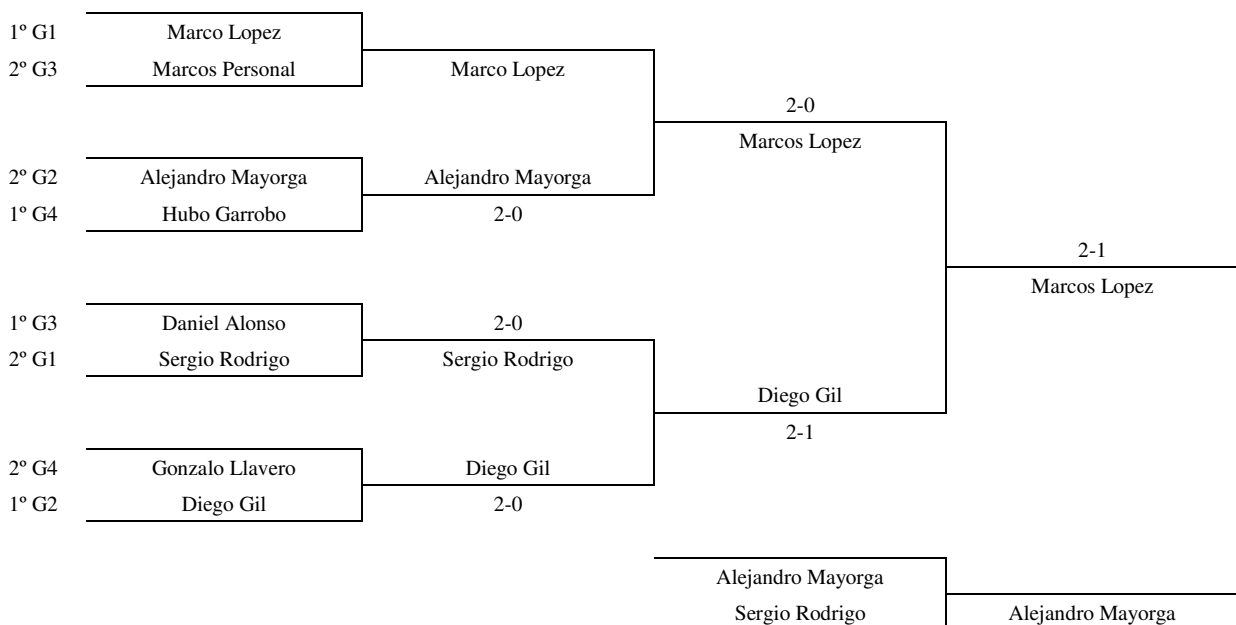 1º G1 Marco Lopez
2º G3 Marcos Personal Marco Lopez
2-0
Marcos Lopez
2º G2 Alejandro Mayorga Alejandro Mayorga
1º G4 Hubo Garrobo 2-0
2-1
Marcos Lopez
1º G3 Daniel Alonso 2-0
2º G1 Sergio Rodrigo Sergio Rodrigo
Diego Gil
2-1
2º G4 Gonzalo Llavero Diego Gil
1º G2 Diego Gil 2-0
Alejandro Mayorga
Sergio Rodrigo Alejandro Mayorga